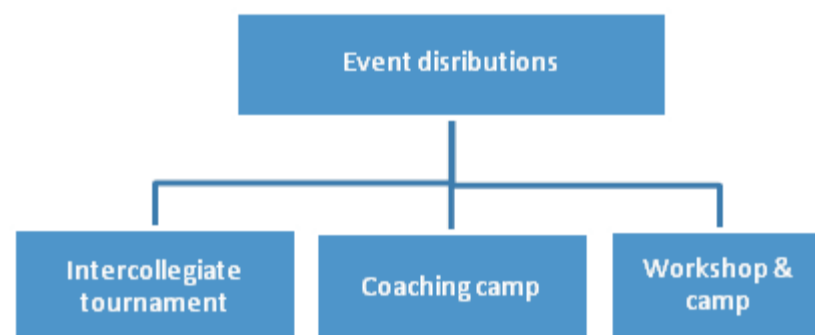 Event disributions
Intercollegiate
tournament
Coaching camp
Workshop &
camp